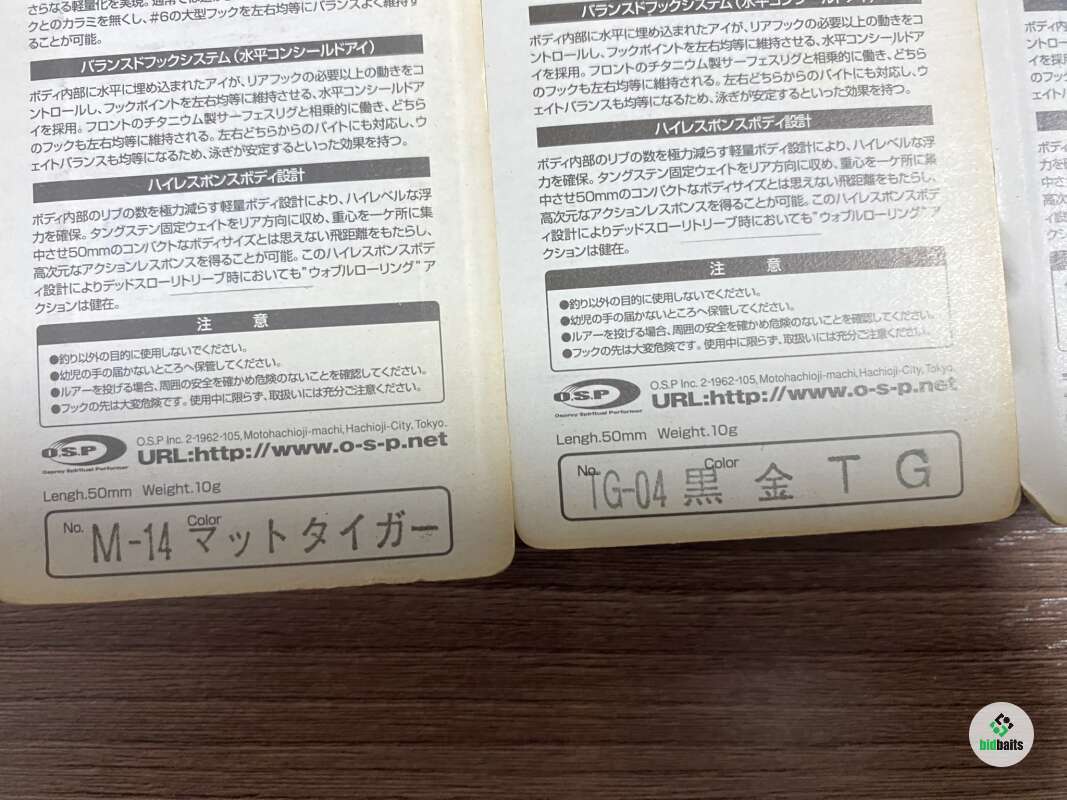 さらなる軽量化を実現。通常では
クとのカラミを無くし、#6の大型フックを左右均等にバランスよく維持す
ることが可能。
バランスドフックシステム(水平コンシールドアイ)
ボディ内部に水平に埋め込まれたアイが、リアフックの必要以上の動きをコ
ントロールし、フックポイントを左右均等に維持させる、水平コンシールドア
イを採用。フロントのチタニウム製サーフェスリグと相乗的に働き、どちら
のフックも左右均等に維持される。左右どちらからのバイトにも対応し、ウ
ェイトバランスも均等になるため、泳ぎが安定するといった効果を持つ。
ハイレスポンスボディ設計
ボディ内部のリブの数を極力減らす軽量ボディ設計により、ハイレベルな浮
力を確保。タングステン固定ウェイトをリア方向に収め、重心を一ケ所に集
中させ50mmのコンパクトなボディサイズとは思えない飛距離をもたらし、
高次元なアクションレスポンスを得ることが可能。このハイレスポンスボデ
ィ設計によりデッドスローリトリーブ時においても"ウォブルローリング"ア
クションは健在。
注 意
●釣り以外の目的に使用しないでください。
●幼児の手の届かないところへ保管してください。
●ルアーを投げる場合、周囲の安全を確かめ危険のないことを確認してください。
●フックの先は大変危険です。使用中に限らず、取扱いには充分ご注意ください。
O.S.P
Osprey Spiritual Performer
O.S.P Inc. 2-1962-105, Motohachioji-machi, Hachioji-City, Tokyo.
URL:http://www.o-s-p.net
Lengh.50mm Weight.10g
No. M-14 Color マットタイガー
バランスドフックシステム(水平コンシールドアイ)
ボディ内部に水平に埋め込まれたアイが、リアフックの必要以上の動きをコ
ントロールし、フックポイントを左右均等に維持させる、水平コンシールドア
イを採用。フロントのチタニウム製サーフェスリグと相乗的に働き、どちら
のフックも左右均等に維持される。左右どちらからのバイトにも対応し、ウ
ェイトバランスも均等になるため、泳ぎが安定するといった効果を持つ。
ハイレスポンスボディ設計
ボディ内部のリブの数を極力減らす軽量ボディ設計により、ハイレベルな浮
力を確保。タングステン固定ウェイトをリア方向に収め、重心を一ケ所に集
中させ50mmのコンパクトなボディサイズとは思えない飛距離をもたらし、
高次元なアクションレスポンスを得ることが可能。このハイレスポンスボデ
ィ設計によりデッドスローリトリーブ時においても"ウォブルローリング"ア
クションは健在。
注 意
●釣り以外の目的に使用しないでください。
●幼児の手の届かないところへ保管してください。
●ルアーを投げる場合、周囲の安全を確かめ危険のないことを確認してください。
●フックの先は大変危険です。使用中に限らず、取扱いには充分ご注意ください。
O.S.P
Osprey Spiritual Performer
O.S.P Inc. 2-1962-105, Motohachioji-machi, Hachioji-City, Tokyo.
URL:http://www.o-s-p.net
Lengh.50mm Weight.10g
No. TG-04 Color 黒金TG
bidbaits